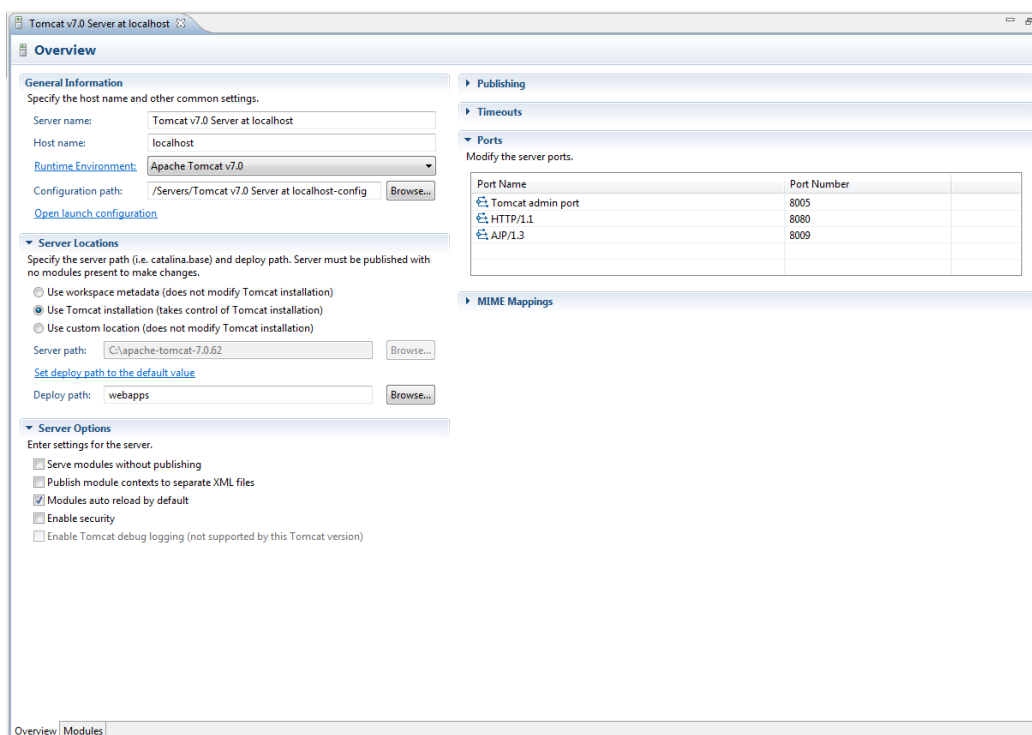 Tomcat v7.0 Server at localhost
Overview
General Information
Specify the host name and other common settings.
Server name: Tomcat v7.0 Server at localhost
Host name: localhost
Runtime Environment: Apache Tomcat v7.0
Configuration path: /Servers/Tomcat v7.0 Server at localhost-config Browse...
Open launch configuration
Server Locations
Specify the server path (i.e. catalina.base) and deploy path. Server must be published with
no modules present to make changes.
Use workspace metadata (does not modify Tomcat installation)
Use Tomcat installation (takes control of Tomcat installation)
Use custom location (does not modify Tomcat installation)
Server path: C:\apache-tomcat-7.0.62 Browse...
Set deploy path to the default value
Deploy path: webapps Browse...
Server Options
Enter settings for the server.
Serve modules without publishing
Publish module contexts to separate XML files
Modules auto reload by default
Enable security
Enable Tomcat debug logging (not supported by this Tomcat version)
Publishing
Timeouts
Ports
Modify the server ports.
Port Name Port Number
Tomcat admin port 8005
HTTP/1.1 8080
AJP/1.3 8009
MIME Mappings
Overview Modules